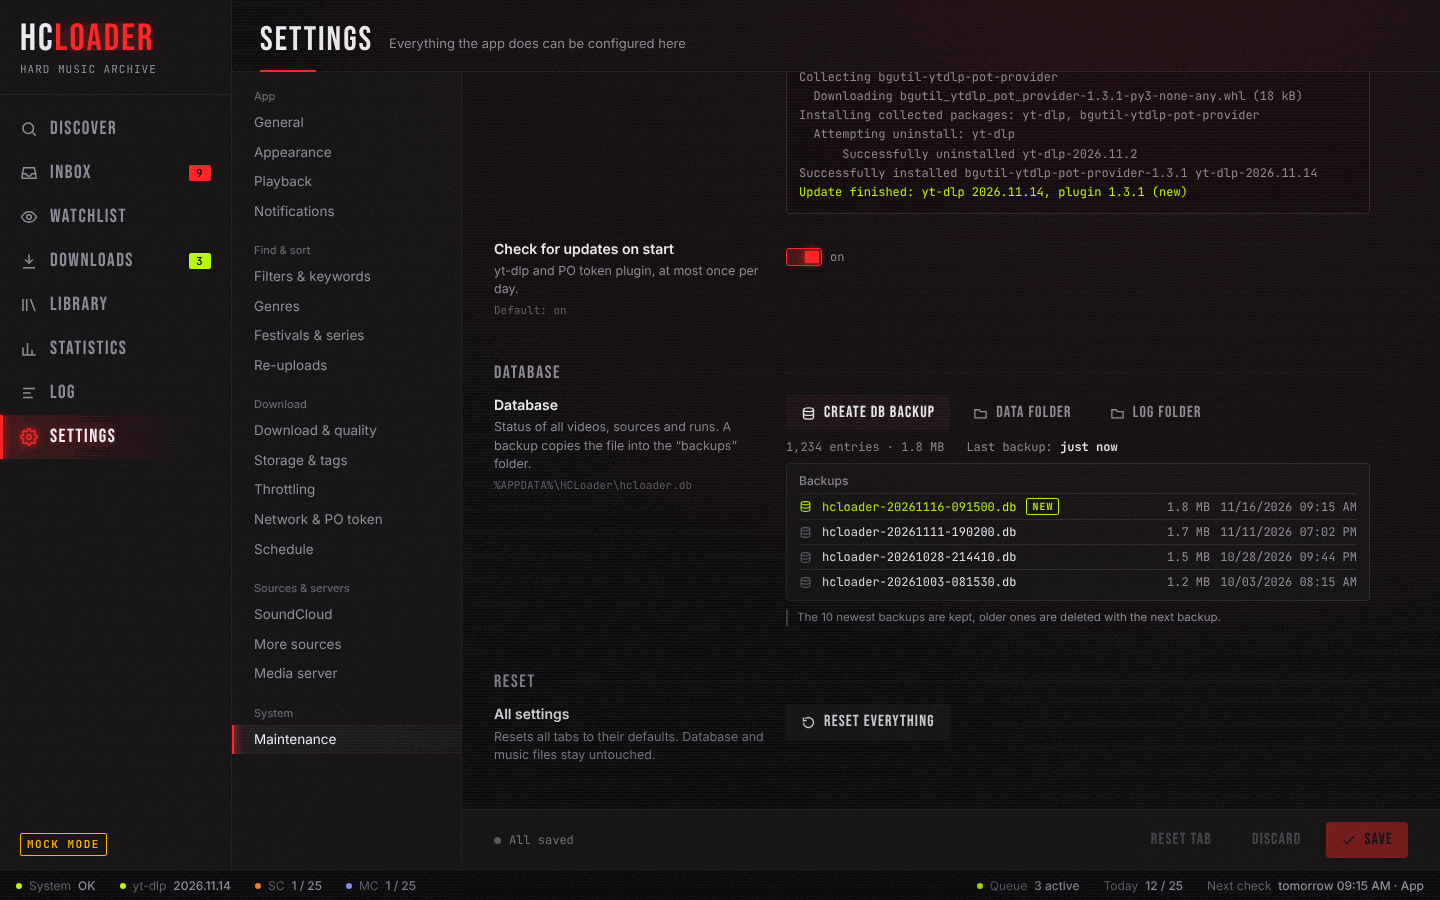 HCLOADER
HARD MUSIC ARCHIVE
DISCOVER
INBOX 9
WATCHLIST
DOWNLOADS 3
LIBRARY
STATISTICS
LOG
SETTINGS
MOCK MODE
SETTINGS Everything the app does can be configured here
App
General
Appearance
Playback
Notifications
Find & sort
Filters & keywords
Genres
Festivals & series
Re-uploads
Download
Download & quality
Storage & tags
Throttling
Network & PO token
Schedule
Sources & servers
SoundCloud
More sources
Media server
System
Maintenance
Collecting bgutil-ytdlp-pot-provider
Downloading bgutil_ytdlp_pot_provider-1.3.1-py3-none-any.whl (18 kB)
Installing collected packages: yt-dlp, bgutil-ytdlp-pot-provider
Attempting uninstall: yt-dlp
Successfully uninstalled yt-dlp-2026.11.2
Successfully installed bgutil-ytdlp-pot-provider-1.3.1 yt-dlp-2026.11.14
Update finished: yt-dlp 2026.11.14, plugin 1.3.1 (new)
Check for updates on start
yt-dlp and PO token plugin, at most once per
day.
Default: on
on
DATABASE
Database
Status of all videos, sources and runs. A
backup copies the file into the “backups”
folder.
%APPDATA%\HCLoader\hcloader.db
CREATE DB BACKUP DATA FOLDER LOG FOLDER
1,234 entries · 1.8 MB Last backup: just now
Backups
hcloader-20261116-091500.db NEW 1.8 MB 11/16/2026 09:15 AM
hcloader-20261111-190200.db 1.7 MB 11/11/2026 07:02 PM
hcloader-20261028-214410.db 1.5 MB 10/28/2026 09:44 PM
hcloader-20261003-081530.db 1.2 MB 10/03/2026 08:15 AM
The 10 newest backups are kept, older ones are deleted with the next backup.
RESET
All settings
Resets all tabs to their defaults. Database and
music files stay untouched.
RESET EVERYTHING
All saved
RESET TAB DISCARD SAVE
System OK yt-dlp 2026.11.14 SC 1 / 25 MC 1 / 25 Queue 3 active Today 12 / 25 Next check tomorrow 09:15 AM · App